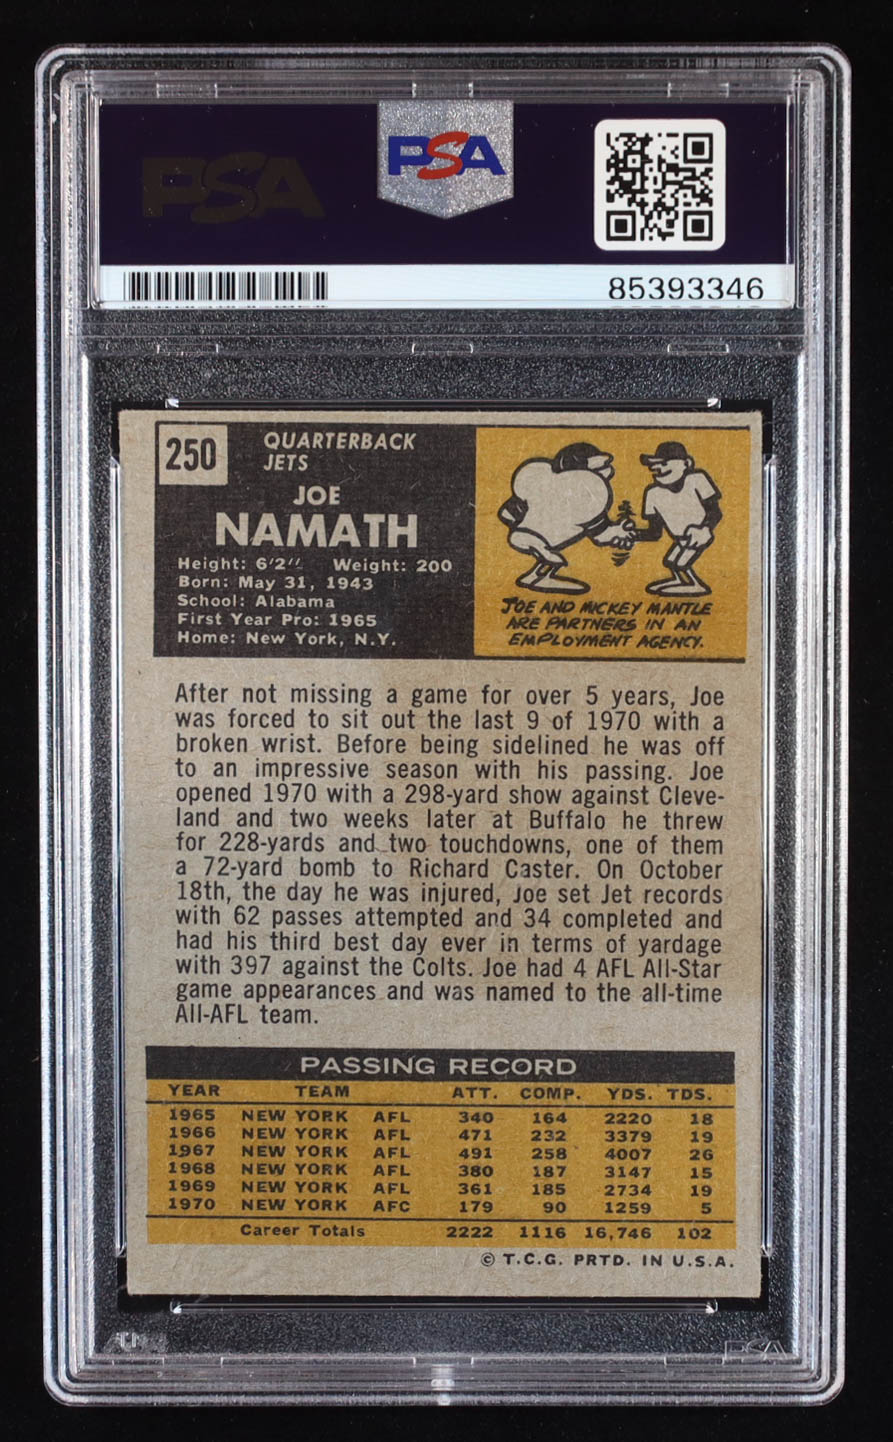 PSA
PSA
85393346
250
QUARTERBACK
JETS
JOE
NAMATH
Height: 6'2" Weight: 200
Born: May 31, 1943
School: Alabama
First Year Pro: 1965
Home: New York, N.Y.
JOE AND MICKEY MANTLE
ARE PARTNERS IN AN
EMPLOYMENT AGENCY.
After not missing a game for over 5 years, Joe
was forced to sit out the last 9 of 1970 with a
broken wrist. Before being sidelined he was off
to an impressive season with his passing. Joe
opened 1970 with a 298-yard show against Cleve-
land and two weeks later at Buffalo he threw
for 228-yards and two touchdowns, one of them
a 72-yard bomb to Richard Caster. On October
18th, the day he was injured, Joe set Jet records
with 62 passes attempted and 34 completed and
had his third best day ever in terms of yardage
with 397 against the Colts. Joe had 4 AFL All-Star
game appearances and was named to the all-time
All-AFL team.
PASSING RECORD
YEAR TEAM ATT. COMP. YDS. TDS.
1965 NEW YORK AFL 340 164 2220 18
1966 NEW YORK AFL 471 232 3379 19
1967 NEW YORK AFL 491 258 4007 26
1968 NEW YORK AFL 380 187 3147 15
1969 NEW YORK AFL 361 185 2734 19
1970 NEW YORK AFC 179 90 1259 5
Career Totals 2222 1116 16,746 102
© T.C.G. PRTD. IN U.S.A.
PSA